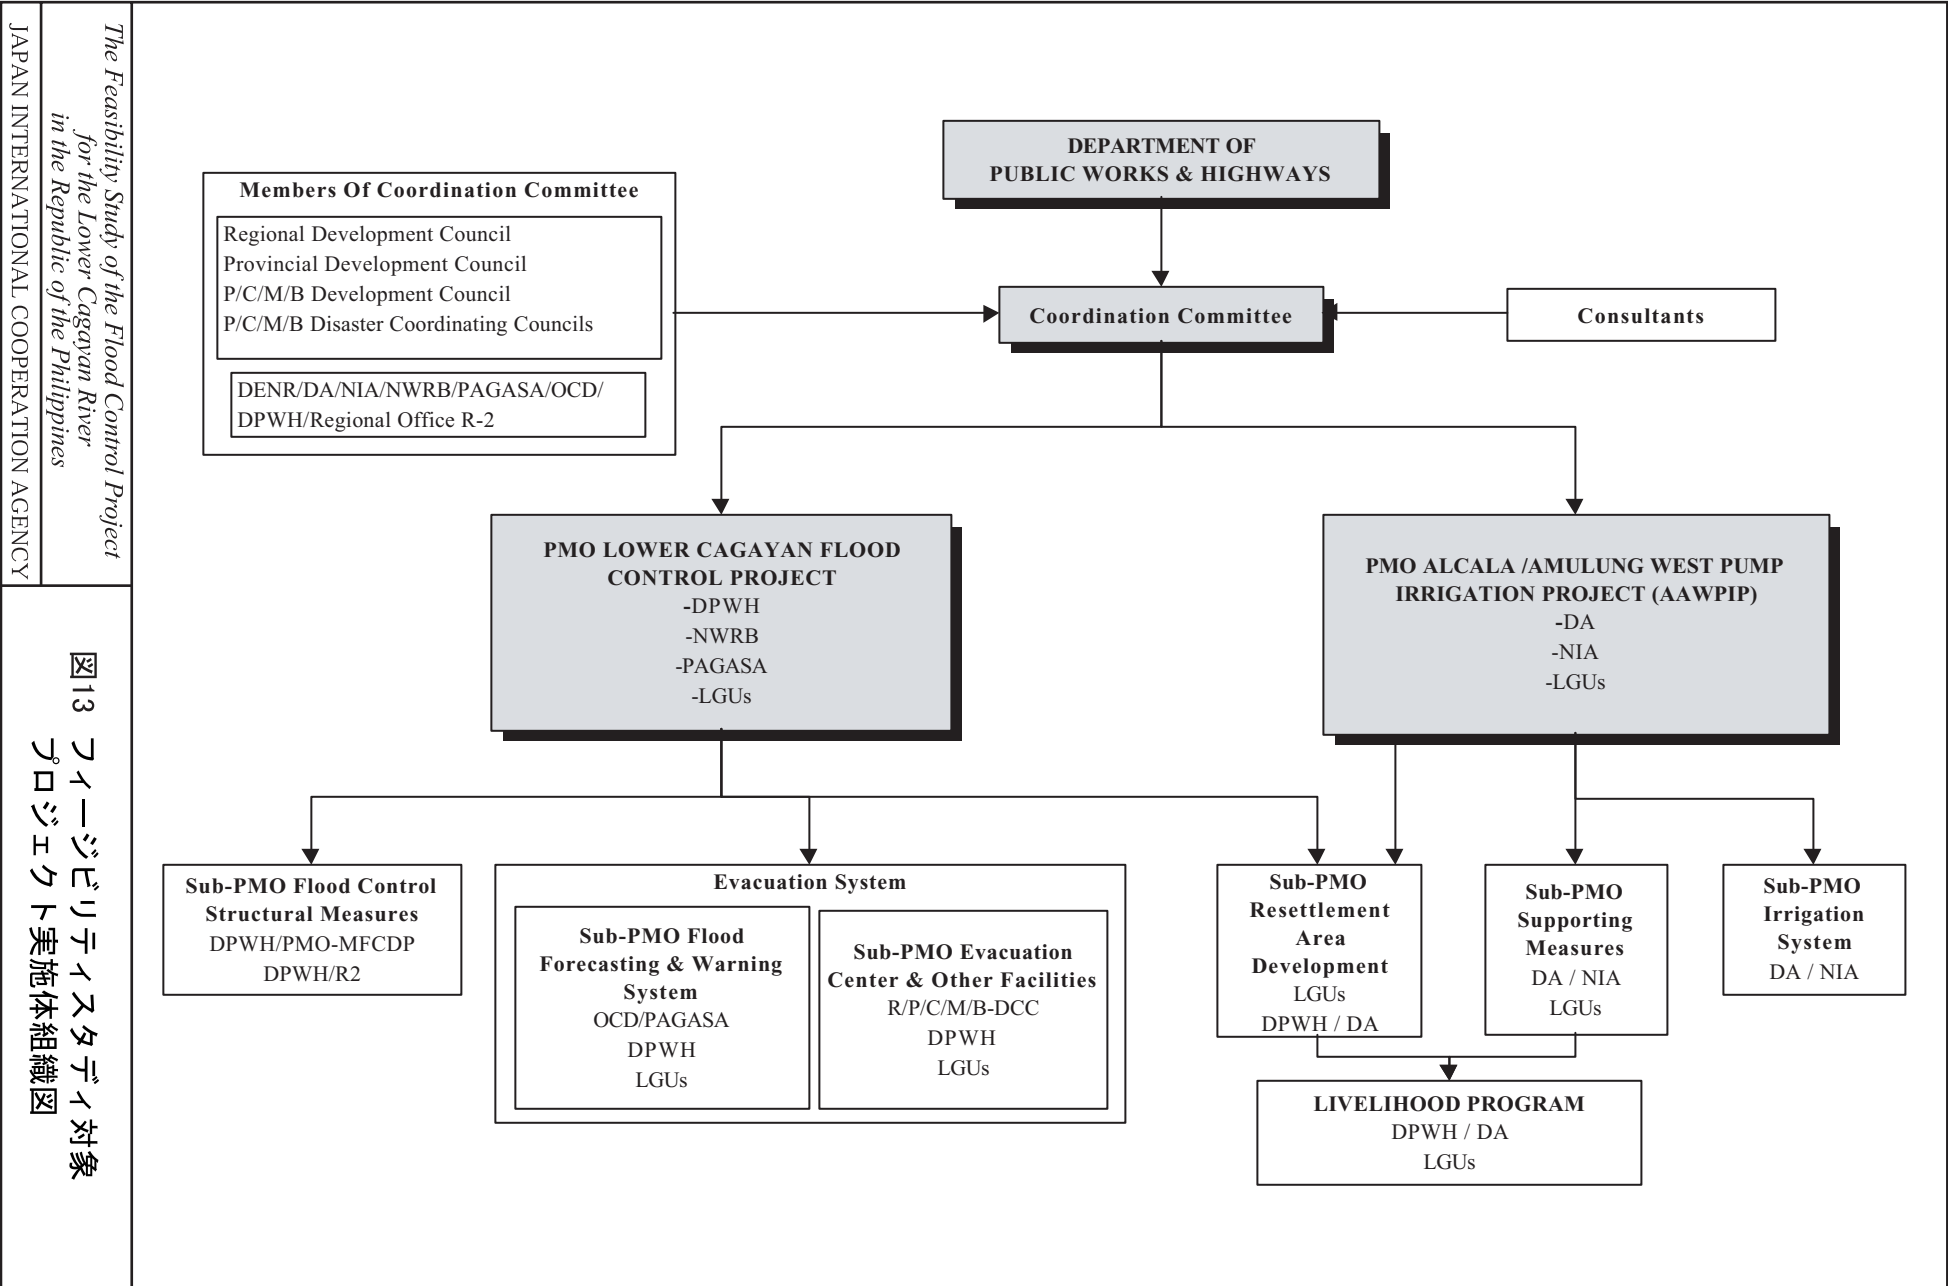 The Feasibility Study of the Flood Control Project
for the Lower Cagayan River
in the Republic of the Philippines
JAPAN INTERNATIONAL COOPERATION AGENCY
図13 フィージビリティスタディ対象
プロジェクト実施体組織図
DEPARTMENT OF
PUBLIC WORKS & HIGHWAYS
Members Of Coordination Committee
Regional Development Council
Provincial Development Council
P/C/M/B Development Council
P/C/M/B Disaster Coordinating Councils
DENR/DA/NIA/NWRB/PAGASA/OCD/
DPWH/Regional Office R-2
Coordination Committee
Consultants
PMO LOWER CAGAYAN FLOOD
CONTROL PROJECT
-DPWH
-NWRB
-PAGASA
-LGUs
PMO ALCALA /AMULUNG WEST PUMP
IRRIGATION PROJECT (AAWPIP)
-DA
-NIA
-LGUs
Sub-PMO Flood Control
Structural Measures
DPWH/PMO-MFCDP
DPWH/R2
Evacuation System
Sub-PMO Flood
Forecasting & Warning
System
OCD/PAGASA
DPWH
LGUs
Sub-PMO Evacuation
Center & Other Facilities
R/P/C/M/B-DCC
DPWH
LGUs
Sub-PMO
Resettlement
Area
Development
LGUs
DPWH / DA
Sub-PMO
Supporting
Measures
DA / NIA
LGUs
Sub-PMO
Irrigation
System
DA / NIA
LIVELIHOOD PROGRAM
DPWH / DA
LGUs